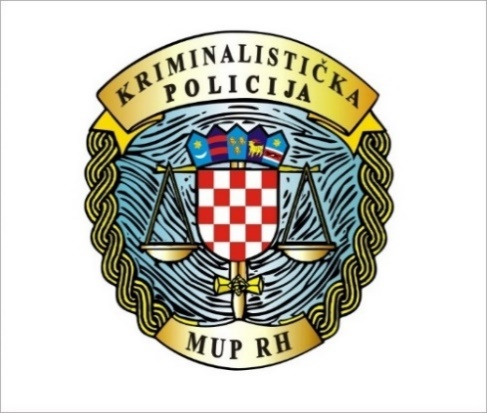 KRIMINALISTIČKA
POLICIJA
MUP RH